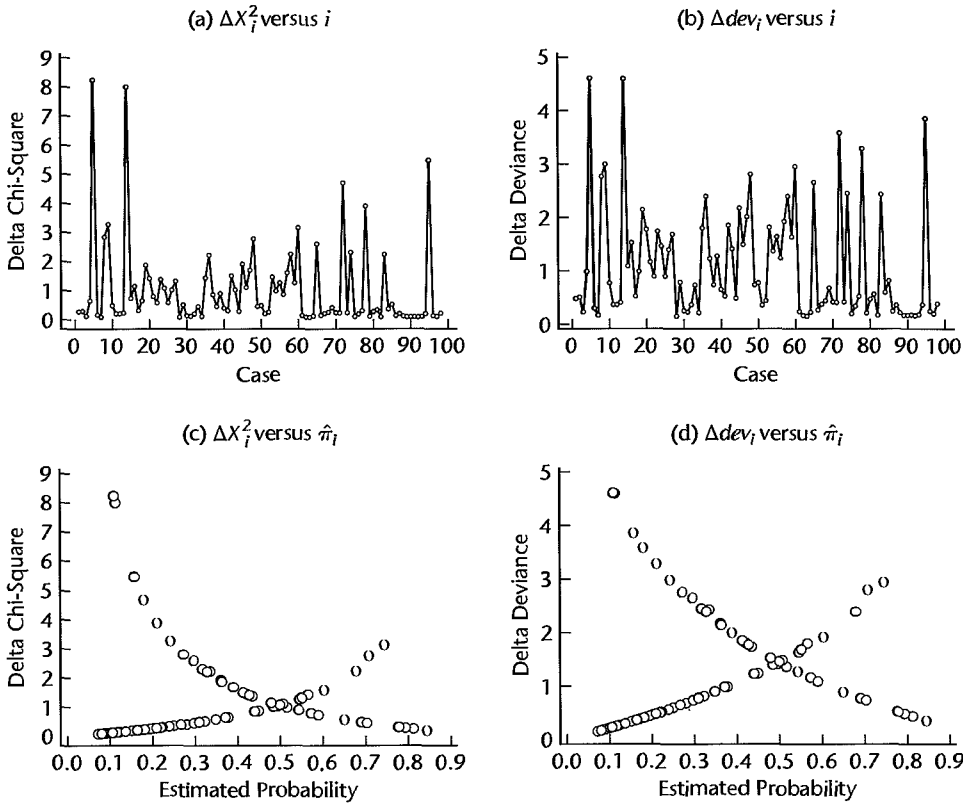 (a) ΔX²ᵢ versus i
Delta Chi-Square
9
8
7
6
5
4
3
2
1
0
0 10 20 30 40 50 60 70 80 90 100
Case
(b) Δdevᵢ versus i
Delta Deviance
5
4
3
2
1
0
0 10 20 30 40 50 60 70 80 90 100
Case
(c) ΔX²ᵢ versus π̂ᵢ
Delta Chi-Square
9
8
7
6
5
4
3
2
1
0
0.0 0.1 0.2 0.3 0.4 0.5 0.6 0.7 0.8 0.9
Estimated Probability
(d) Δdevᵢ versus π̂ᵢ
Delta Deviance
5
4
3
2
1
0
0.0 0.1 0.2 0.3 0.4 0.5 0.6 0.7 0.8 0.9
Estimated Probability